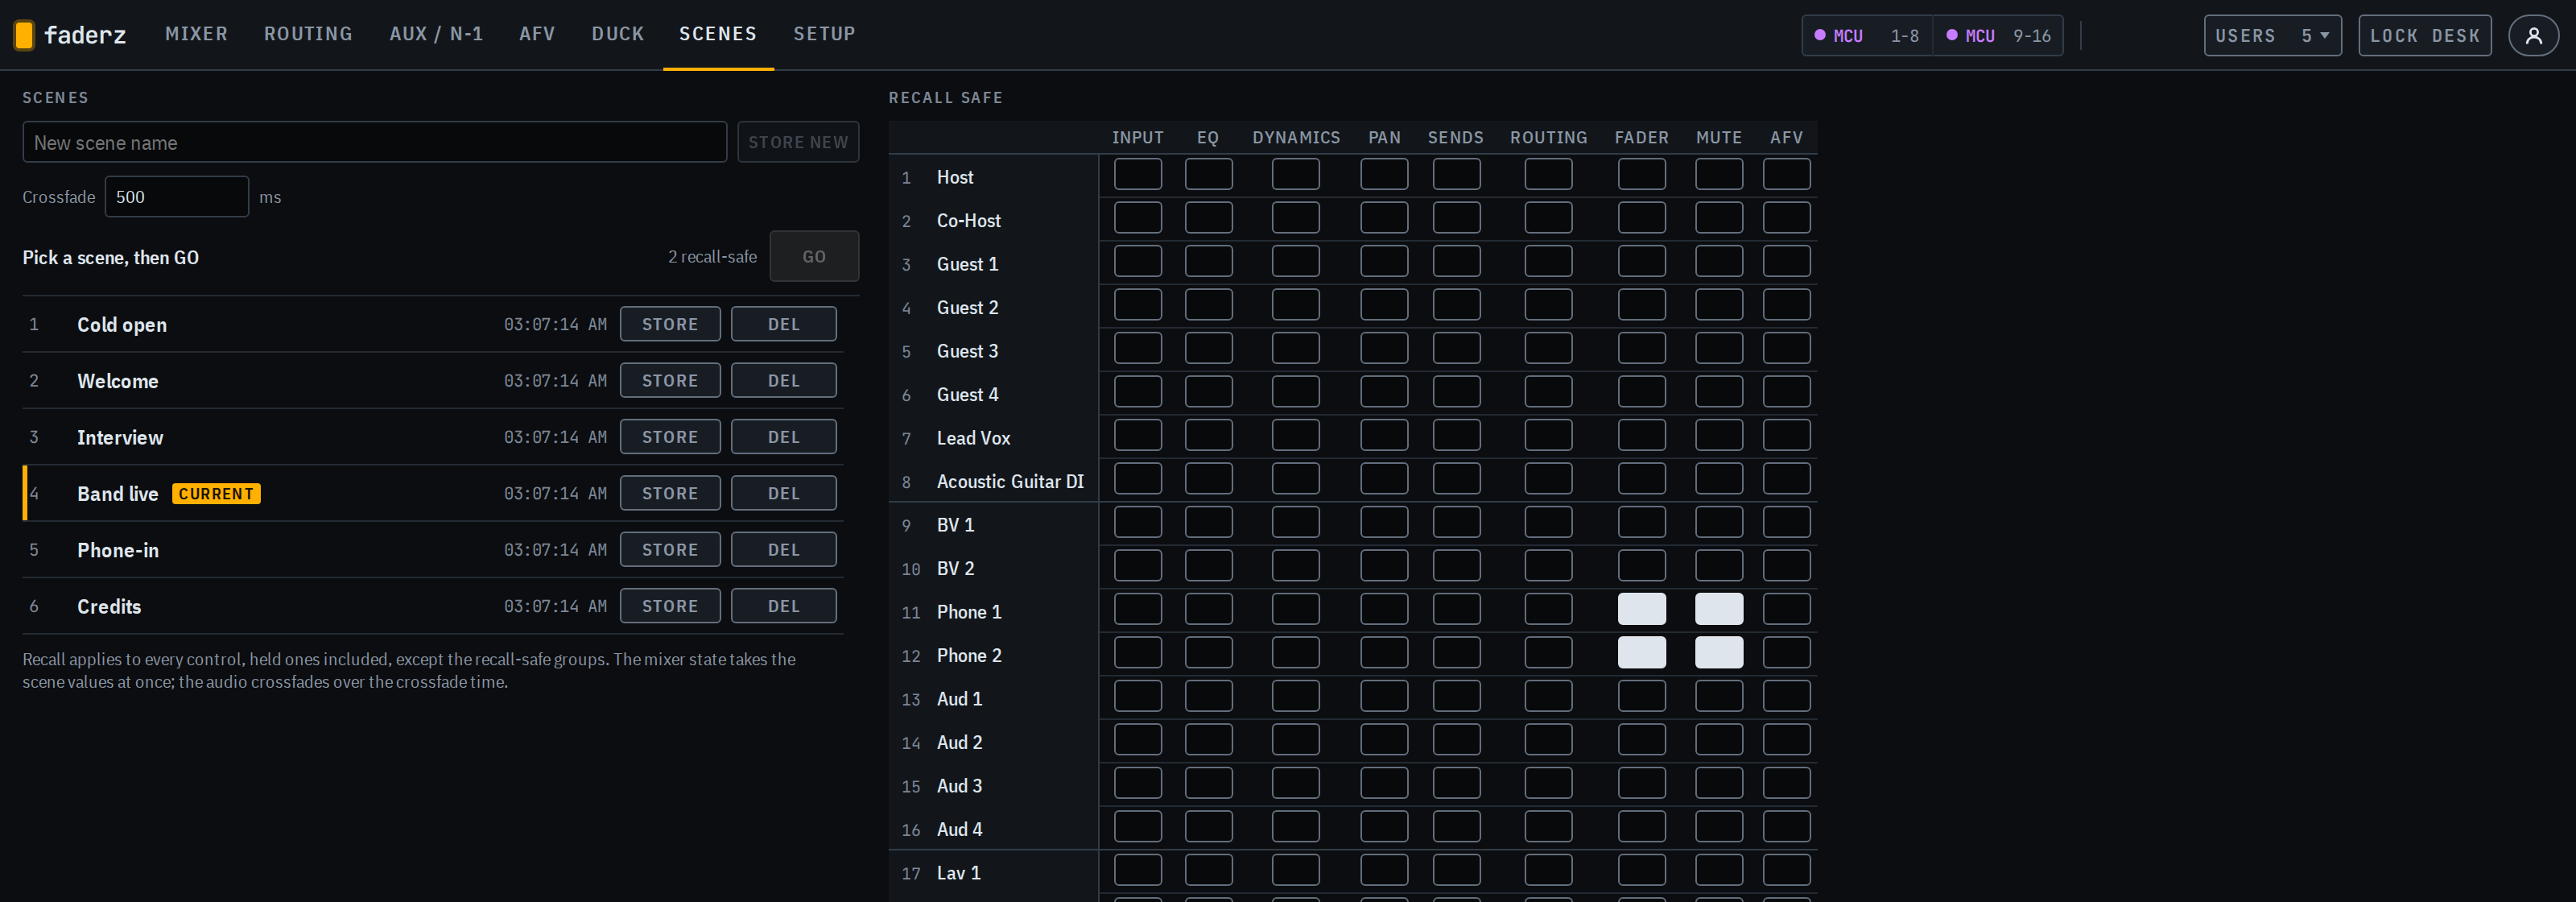 faderz MIXER ROUTING AUX / N-1 AFV DUCK SCENES SETUP MCU 1-8 MCU 9-16 USERS 5 LOCK DESK
SCENES
New scene name STORE NEW
Crossfade 500 ms
Pick a scene, then GO 2 recall-safe GO
1 Cold open 03:07:14 AM STORE DEL
2 Welcome 03:07:14 AM STORE DEL
3 Interview 03:07:14 AM STORE DEL
4 Band live CURRENT 03:07:14 AM STORE DEL
5 Phone-in 03:07:14 AM STORE DEL
6 Credits 03:07:14 AM STORE DEL
Recall applies to every control, held ones included, except the recall-safe groups. The mixer state takes the
scene values at once; the audio crossfades over the crossfade time.
RECALL SAFE
INPUT EQ DYNAMICS PAN SENDS ROUTING FADER MUTE AFV
1 Host
2 Co-Host
3 Guest 1
4 Guest 2
5 Guest 3
6 Guest 4
7 Lead Vox
8 Acoustic Guitar DI
9 BV 1
10 BV 2
11 Phone 1
12 Phone 2
13 Aud 1
14 Aud 2
15 Aud 3
16 Aud 4
17 Lav 1